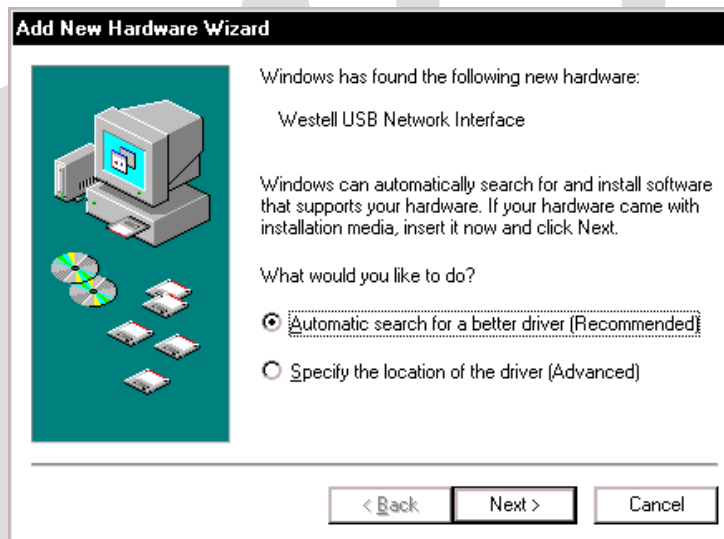 Add New Hardware Wizard
Windows has found the following new hardware:
Westell USB Network Interface
Windows can automatically search for and install software
that supports your hardware. If your hardware came with
installation media, insert it now and click Next.
What would you like to do?
Automatic search for a better driver (Recommended)
Specify the location of the driver (Advanced)
< Back Next > Cancel